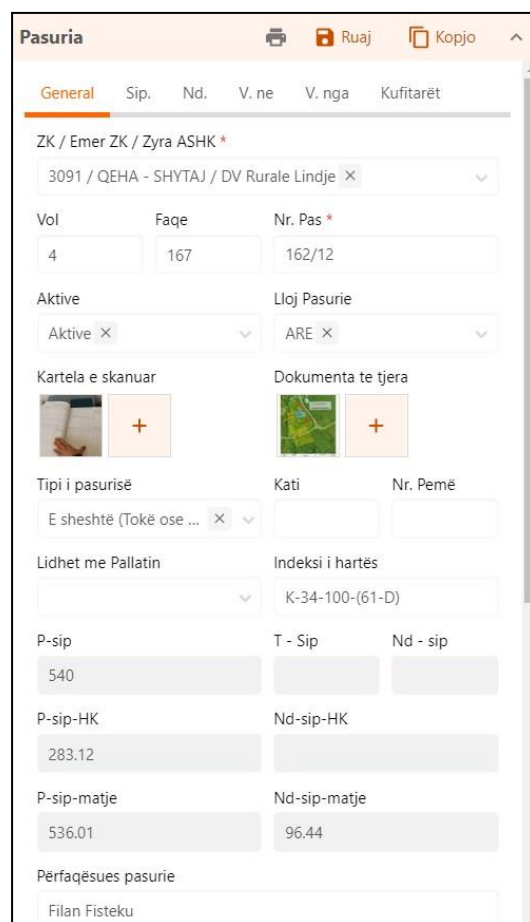 Pasuria Ruaj Kopjo
General Sip. Nd. V. ne V. nga Kufitarët
ZK / Emer ZK / Zyra ASHK *
3091 / QEHA - SHYTAJ / DV Rurale Lindje ×
Vol Faqe Nr. Pas *
4 167 162/12
Aktive Lloj Pasurie
Aktive × ARE ×
Kartela e skanuar Dokumenta te tjera
+ +
Tipi i pasurisë Kati Nr. Pemë
E sheshtë (Tokë ose ... ×
Lidhet me Pallatin Indeksi i hartës
K-34-100-(61-D)
P-sip T - Sip Nd - sip
540
P-sip-HK Nd-sip-HK
283.12
P-sip-matje Nd-sip-matje
536.01 96.44
Përfaqësues pasurie
Filan Fisteku